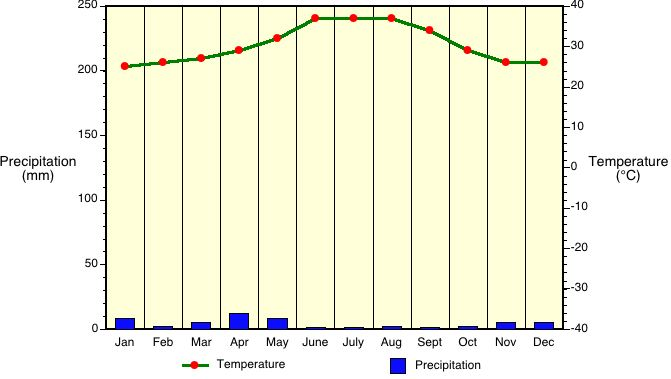 250
200
150
100
50
0
Precipitation
(mm)
40
30
20
10
0
-10
-20
-30
-40
Temperature
(°C)
Jan Feb Mar Apr May June July Aug Sept Oct Nov Dec
Temperature Precipitation